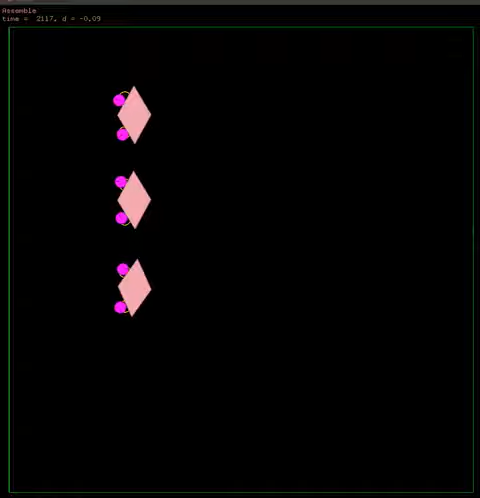 Assemble
time =  2117, d = -0.09